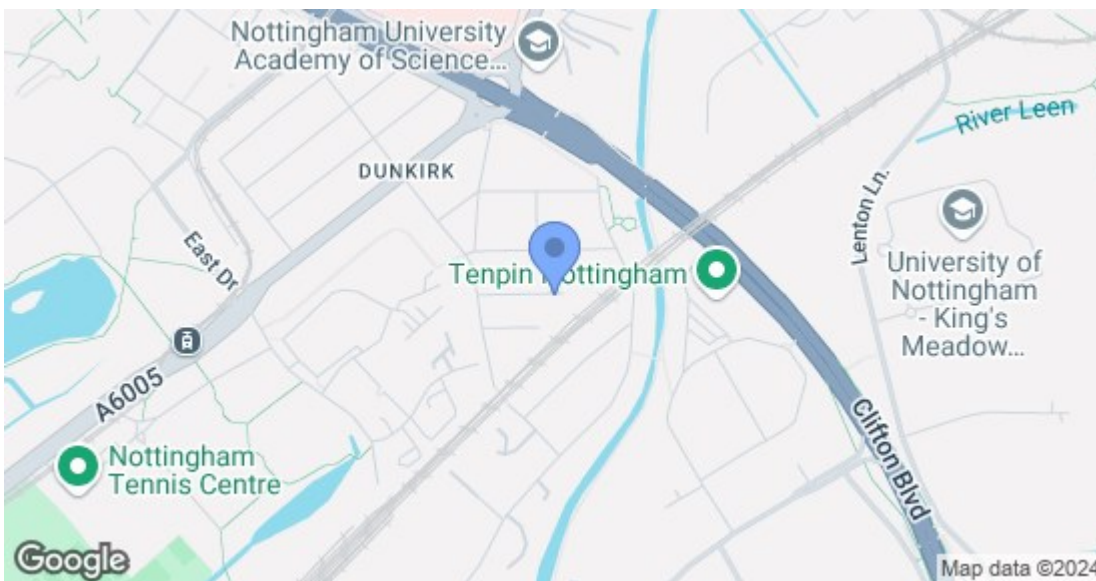 Nottingham University
Academy of Science...
River Leen
DUNKIRK
Lenton Ln.
East Dr
Tenpin Nottingham
University of
Nottingham
- King's
Meadow...
A6005
Clifton Blvd
Nottingham
Tennis Centre
Google
Map data ©2024